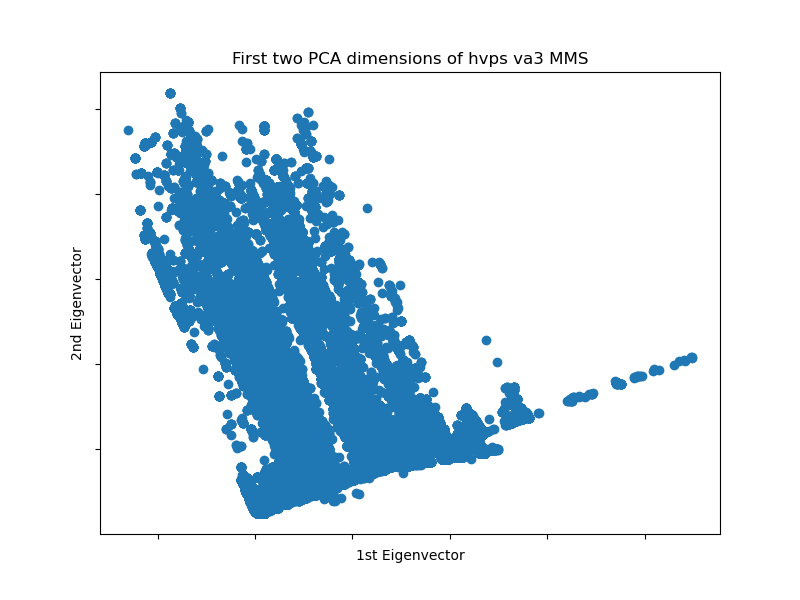 First two PCA dimensions of hvps va3 MMS
2nd Eigenvector
1st Eigenvector